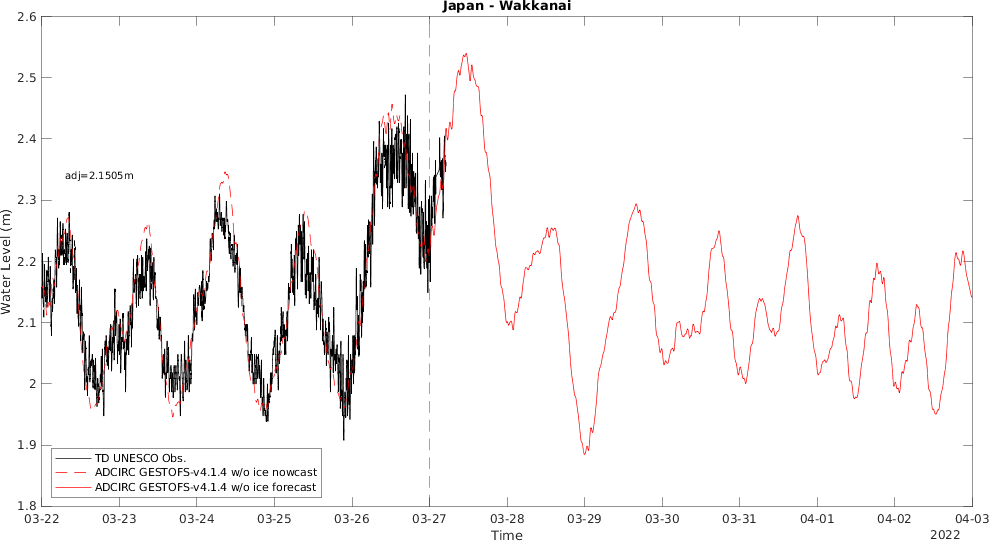 Japan - Wakkanai
2.6
2.5
2.4
2.3
2.2
2.1
2
1.9
1.8
Water Level (m)
adj=2.1505m
TD UNESCO Obs.
ADCIRC GESTOFS-v4.1.4 w/o ice nowcast
ADCIRC GESTOFS-v4.1.4 w/o ice forecast
03-22 03-23 03-24 03-25 03-26 03-27 03-28 03-29 03-30 03-31 04-01 04-02 04-03
Time
2022